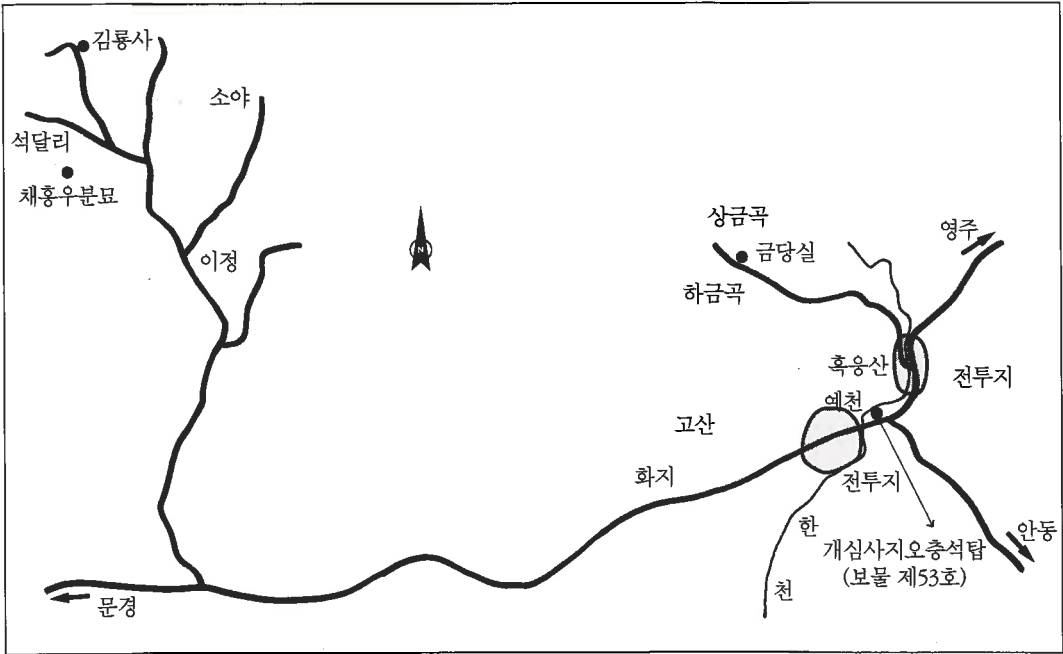 김룡사
소야
석달리
채홍우분묘
이정
N
상금곡
금당실
하금곡
영주
흑응산
전투지
예천
고산
화지
전투지
한
천
개심사지오층석탑
(보물 제53호)
안동
문경